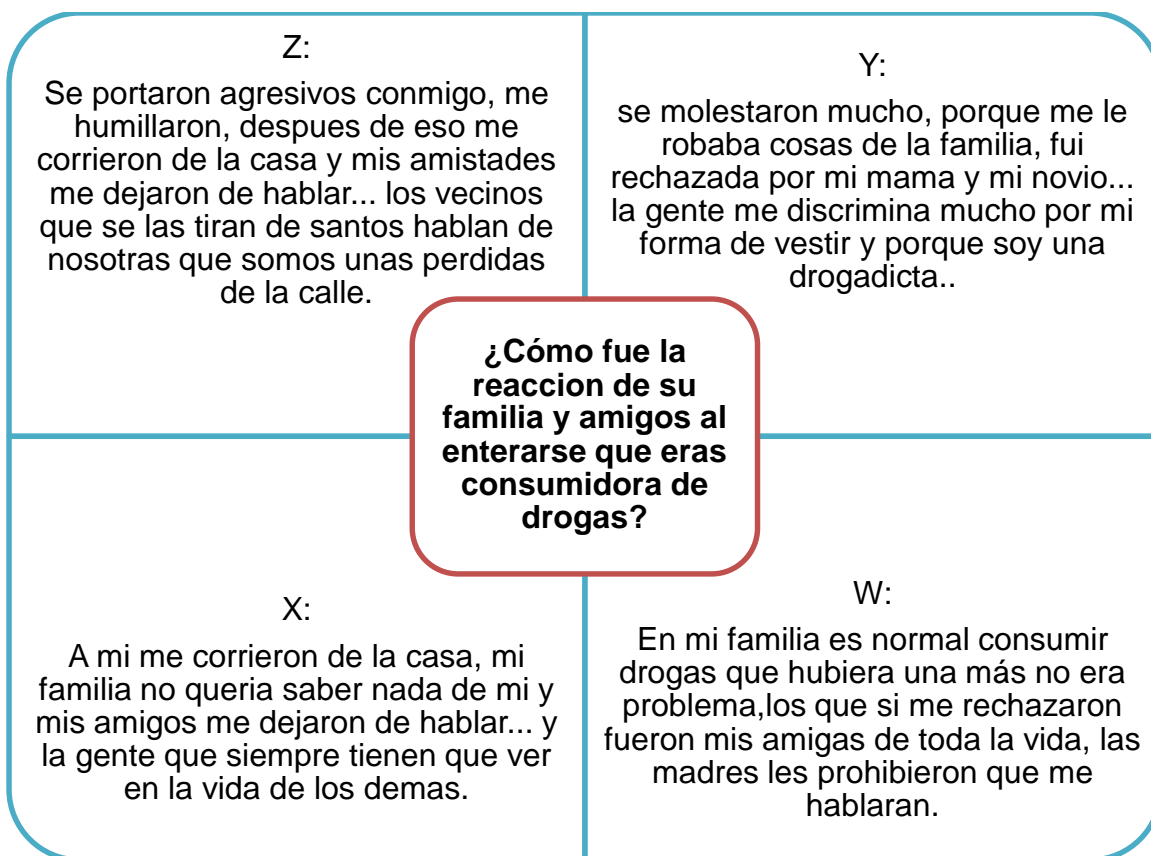 Z:
Se portaron agresivos conmigo, me
humillaron, despues de eso me
corrieron de la casa y mis amistades
me dejaron de hablar... los vecinos
que se las tiran de santos hablan de
nosotras que somos unas perdidas
de la calle.
Y:
se molestaron mucho, porque me le
robaba cosas de la familia, fui
rechazada por mi mama y mi novio...
la gente me discrimina mucho por mi
forma de vestir y porque soy una
drogadicta..
¿Cómo fue la
reaccion de su
familia y amigos al
enterarse que eras
consumidora de
drogas?
X:
A mi me corrieron de la casa, mi
familia no queria saber nada de mi y
mis amigos me dejaron de hablar... y
la gente que siempre tienen que ver
en la vida de los demas.
W:
En mi familia es normal consumir
drogas que hubiera una más no era
problema,los que si me rechazaron
fueron mis amigas de toda la vida, las
madres les prohibieron que me
hablaran.